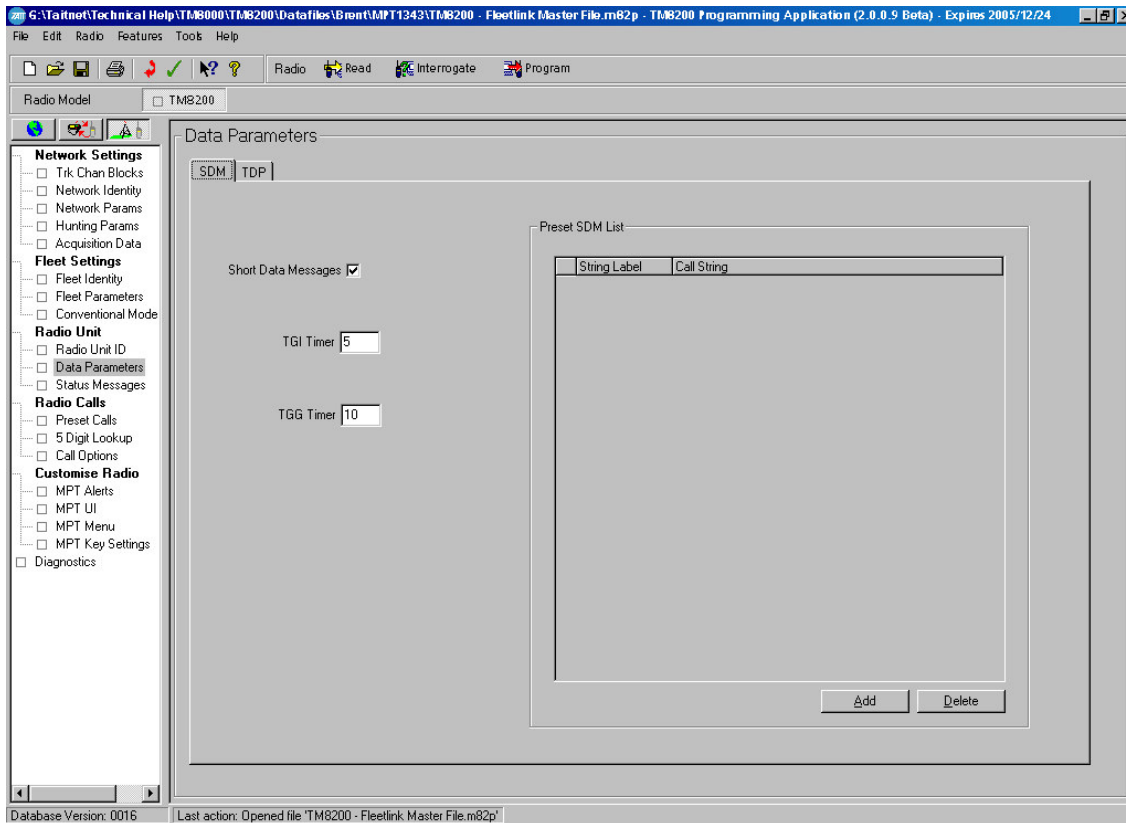 TAIT G:\Taitnet\Technical Help\TM8000\TM8200\Datafiles\Brent\MPT1343\TM8200 - Fleetlink Master File.m82p - TM8200 Programming Application (2.0.0.9 Beta) - Expires 2005/12/24
File Edit Radio Features Tools Help
Radio Read Interrogate Program
Radio Model TM8200
Network Settings
Trk Chan Blocks
Network Identity
Network Params
Hunting Params
Acquisition Data
Fleet Settings
Fleet Identity
Fleet Parameters
Conventional Mode
Radio Unit
Radio Unit ID
Data Parameters
Status Messages
Radio Calls
Preset Calls
5 Digit Lookup
Call Options
Customise Radio
MPT Alerts
MPT UI
MPT Menu
MPT Key Settings
Diagnostics
Data Parameters
SDM TDP
Short Data Messages
TGI Timer 5
TGG Timer 10
Preset SDM List
String Label Call String
Add Delete
Database Version: 0016 Last action: Opened file 'TM8200 - Fleetlink Master File.m82p'